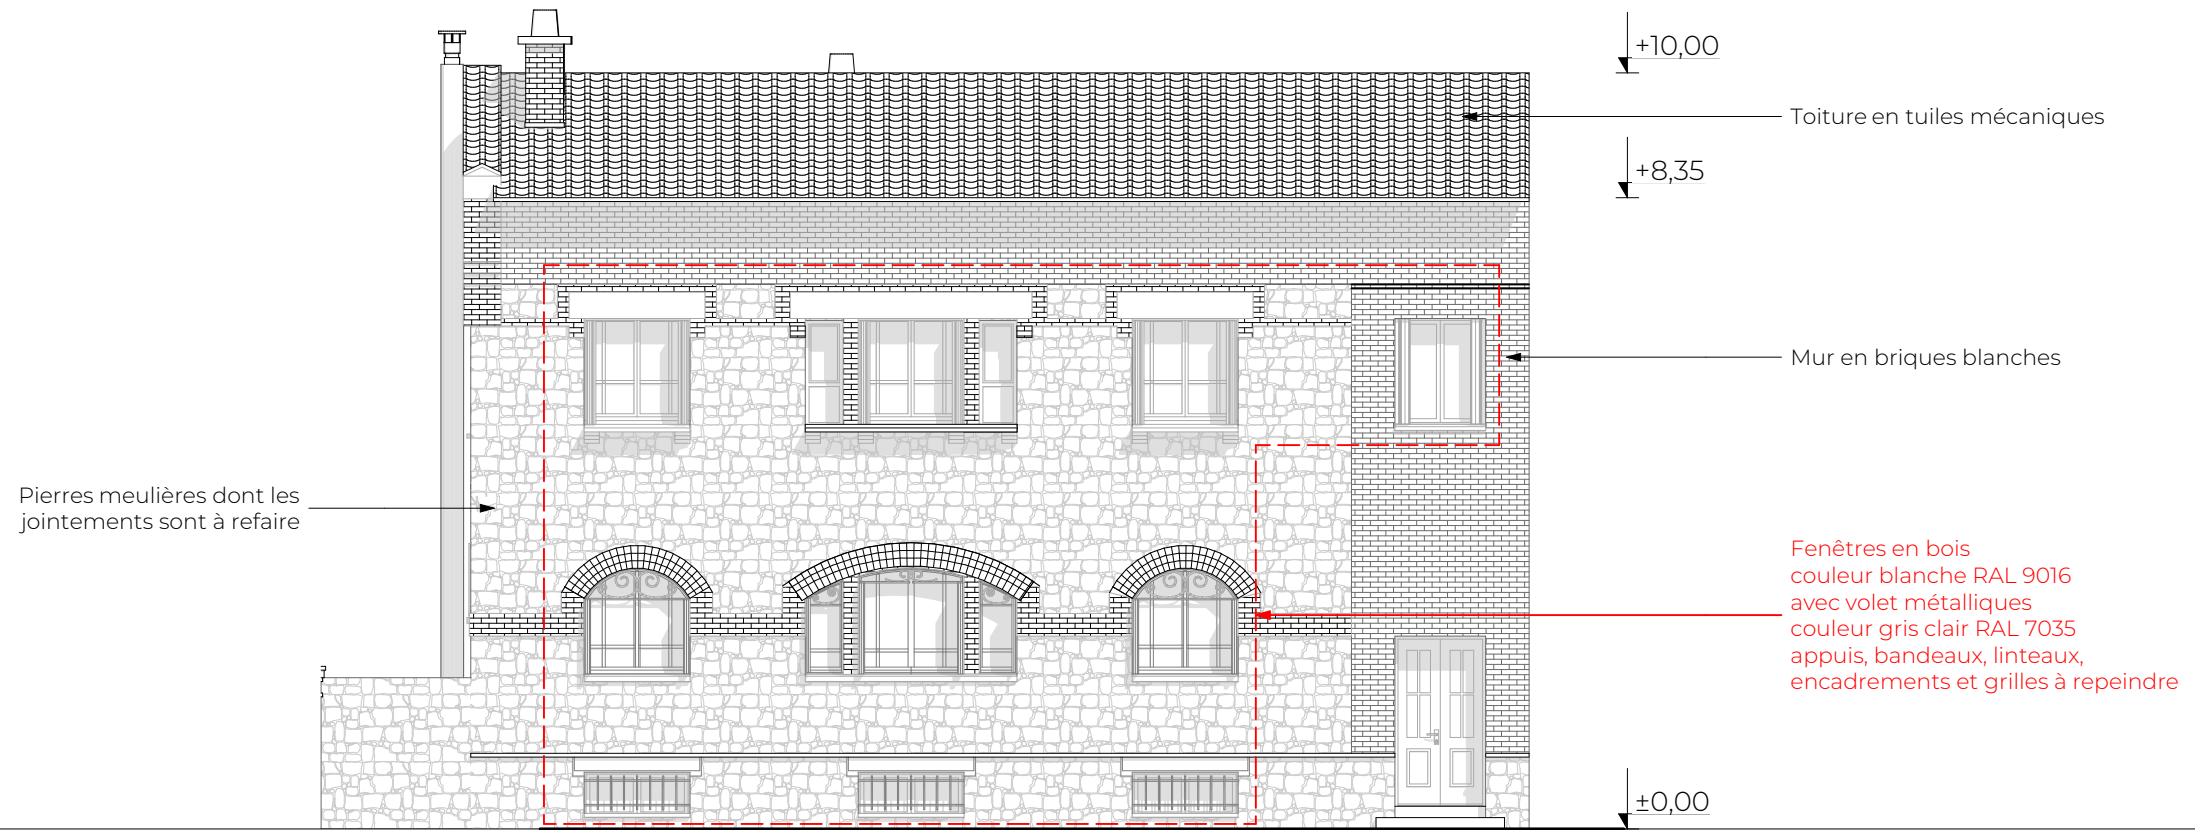 +10,00
Toiture en tuiles mécaniques
+8,35
Mur en briques blanches
Pierres meulières dont les
jointements sont à refaire
Fenêtres en bois
couleur blanche RAL 9016
avec volet métalliques
couleur gris clair RAL 7035
appuis, bandeaux, linteaux,
encadrements et grilles à repeindre
±0,00